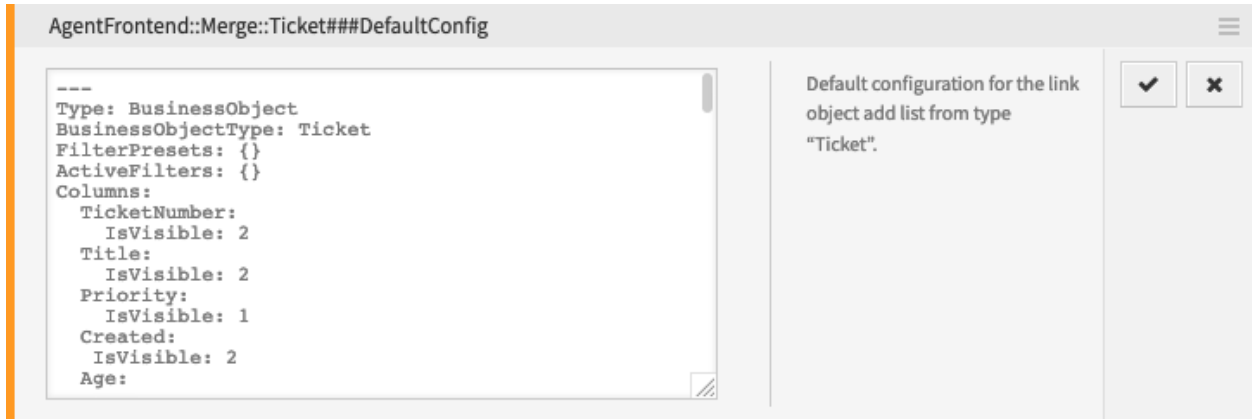 AgentFrontend::Merge::Ticket###DefaultConfig
---
Type: BusinessObject
BusinessObjectType: Ticket
FilterPresets: {}
ActiveFilters: {}
Columns:
  TicketNumber:
    IsVisible: 2
  Title:
    IsVisible: 2
  Priority:
    IsVisible: 1
  Created:
   IsVisible: 2
  Age:
Default configuration for the link
object add list from type
“Ticket”.